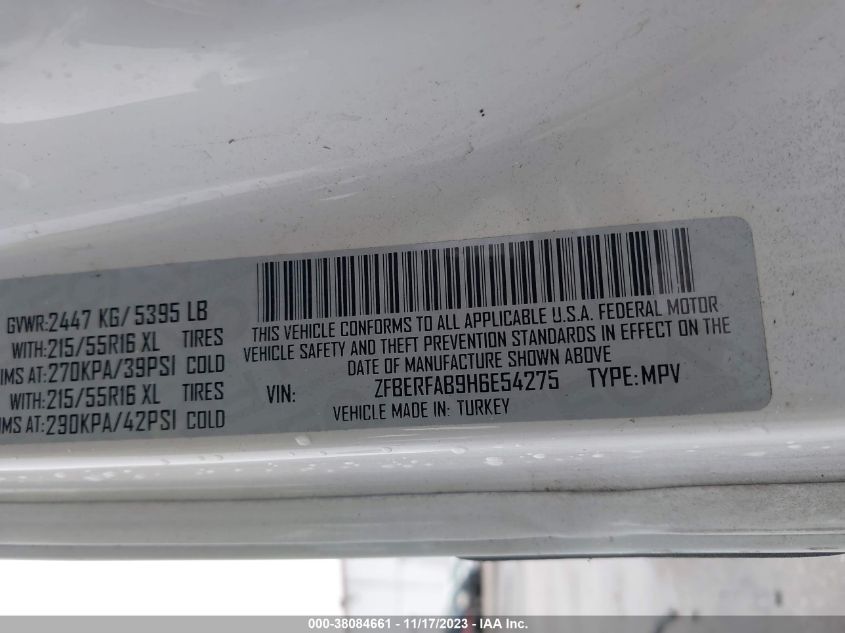 GVWR:2447 KG/ 5395 LB
WITH:215/55R16 XL TIRES
IMS AT:270KPA/39PSI COLD
WITH:215/55R16 XL TIRES
IMS AT:290KPA/42PSI COLD
THIS VEHICLE CONFORMS TO ALL APPLICABLE U.S.A. FEDERAL MOTOR
VEHICLE SAFETY AND THEFT PREVENTION STANDARDS IN EFFECT ON THE
DATE OF MANUFACTURE SHOWN ABOVE
VIN: ZFBERFAB9H6E54275 TYPE:MPV
VEHICLE MADE IN: TURKEY
000-38084661 - 11/17/2023 - IAA Inc.